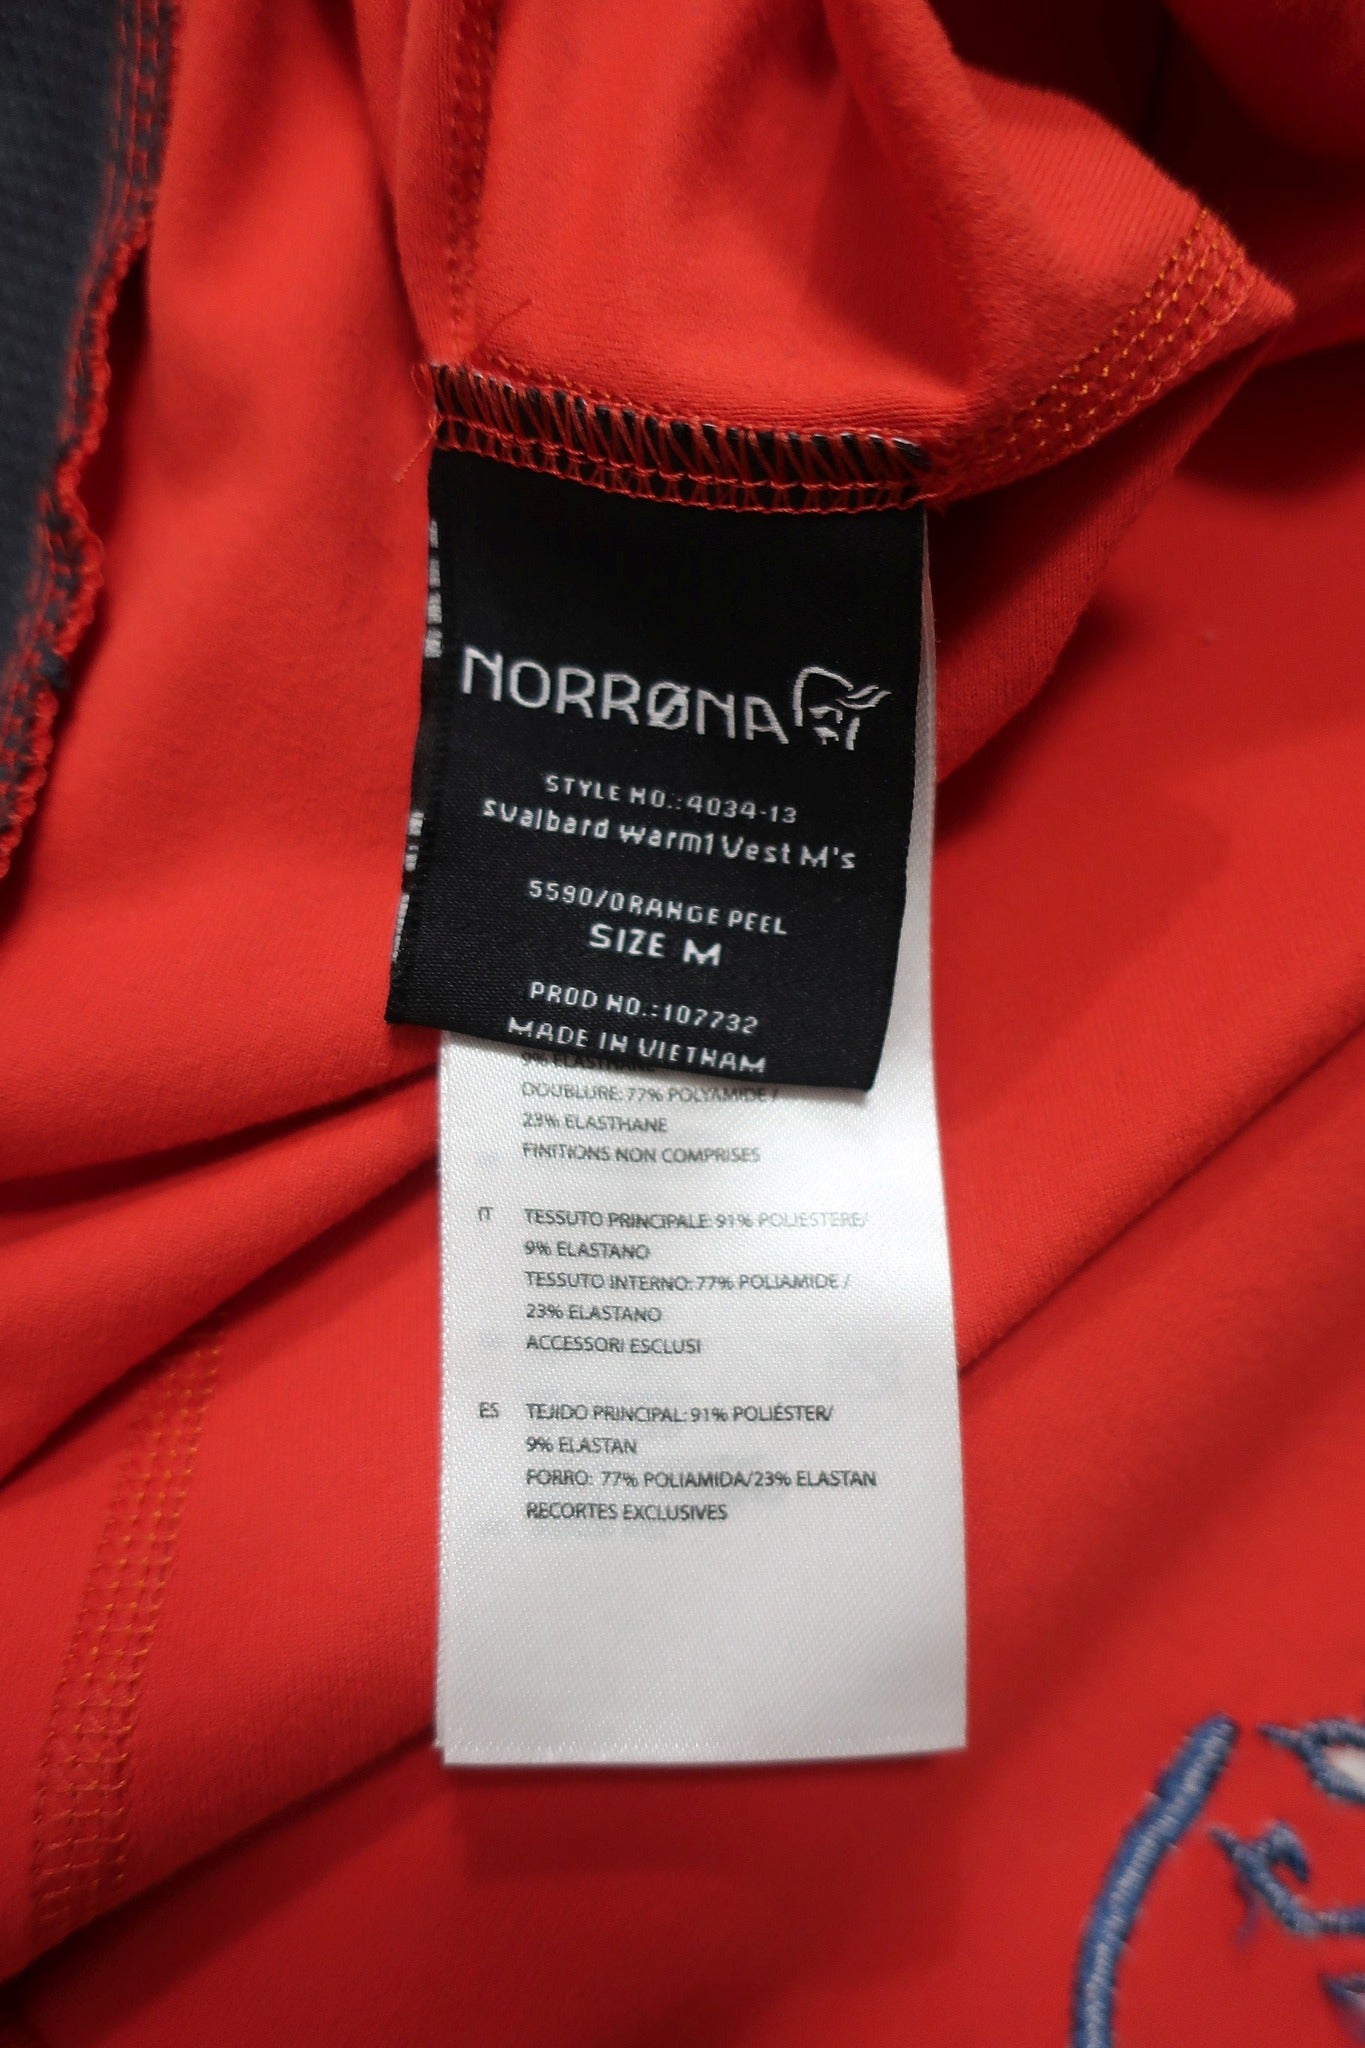 NORRØNA
STYLE NO.:4034-13
svalbard warm1 Vest M's
5590/ORANGE PEEL
SIZE M
PROD NO.:107732
MADE IN VIETNAM
9% ELASTHANE
DOUBLURE: 77% POLYAMIDE /
23% ELASTHANE
FINITIONS NON COMPRISES
IT TESSUTO PRINCIPALE: 91% POLIESTERE/
9% ELASTANO
TESSUTO INTERNO: 77% POLIAMIDE /
23% ELASTANO
ACCESSORI ESCLUSI
ES TEJIDO PRINCIPAL: 91% POLIÉSTER/
9% ELASTAN
FORRO: 77% POLIAMIDA/23% ELASTAN
RECORTES EXCLUSIVES